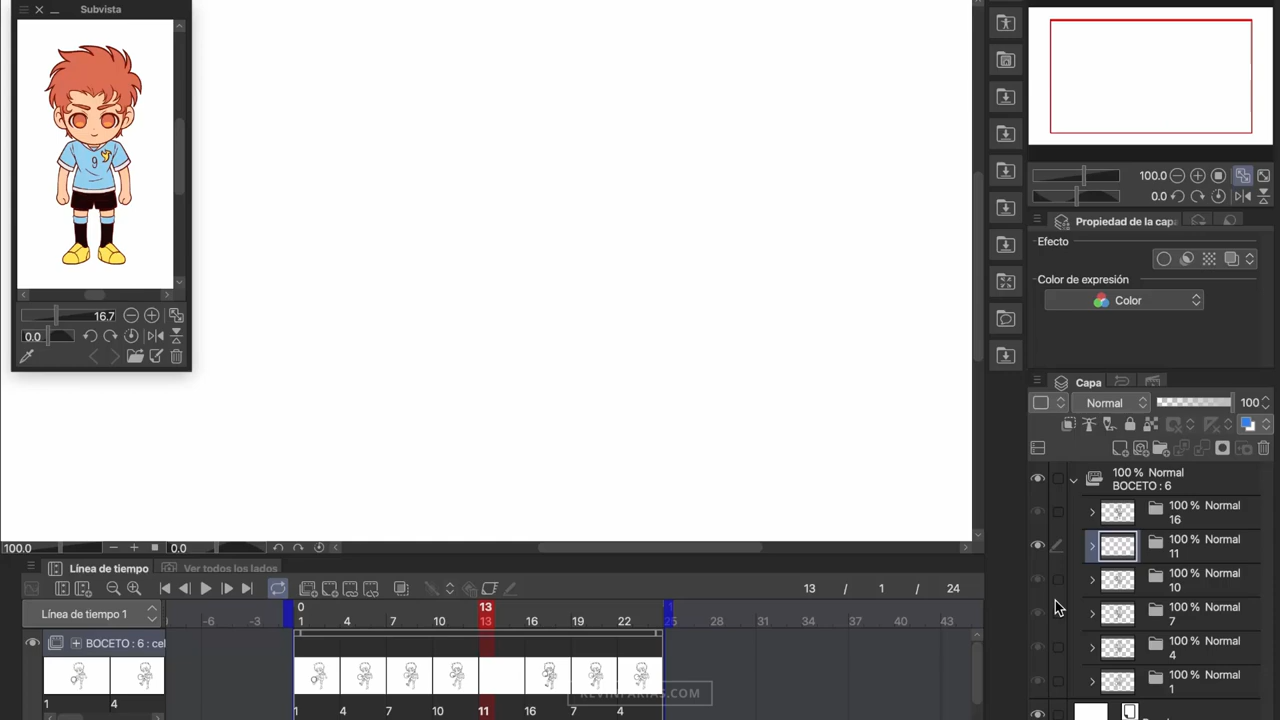 Subvista
9
16.7
0.0
100.0
0.0
Propiedad de la cap
Efecto
Color de expresión
Color
Capa
Normal
100
100 % Normal
BOCETO : 6
100 % Normal
16
100 % Normal
11
100 % Normal
10
100 % Normal
7
100 % Normal
4
100 % Normal
1
100.0
0.0
Línea de tiempo
Ver todos los lados
13 / 1 / 24
Línea de tiempo 1
0 13 1
-6 -3 1 4 7 10 13 16 19 22 25 28 31 34 37 40 43
BOCETO : 6 : cel
KEVINFARIAS.COM
1 4
1 4 7 10 11 16 7 4